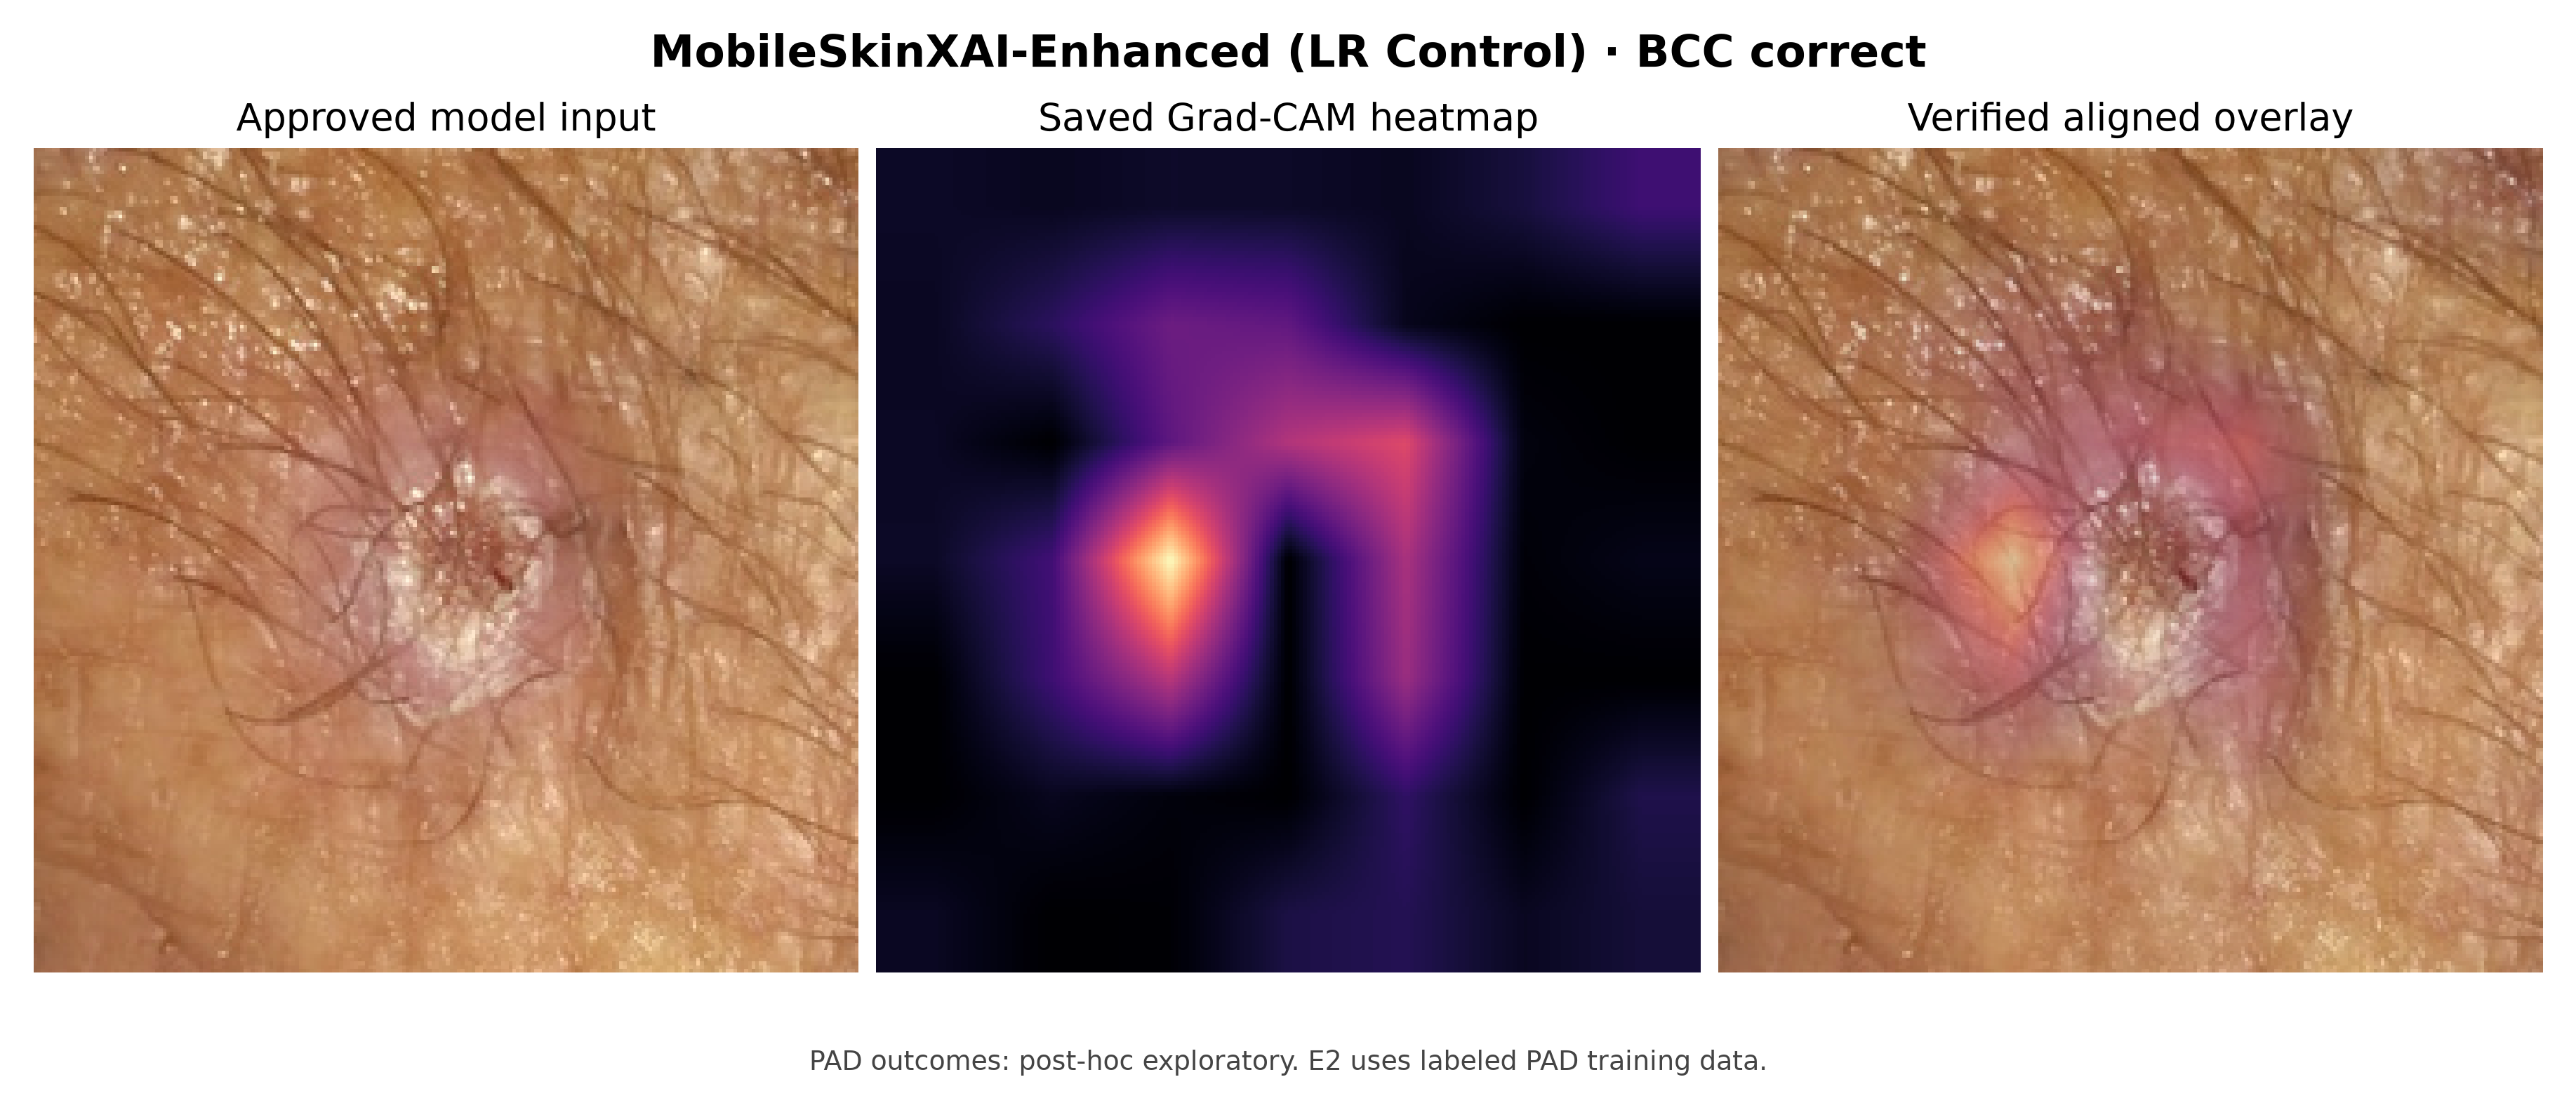 MobileSkinXAI-Enhanced (LR Control) · BCC correct
Approved model input
Saved Grad-CAM heatmap
Verified aligned overlay
PAD outcomes: post-hoc exploratory. E2 uses labeled PAD training data.